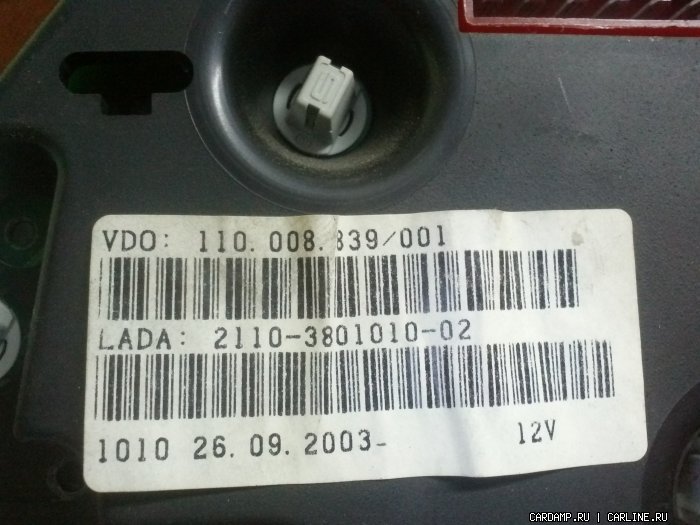 VDO: 110.008.839/001
LADA: 2110-3801010-02
1010 26.09.2003-
12V
CARDAMP.RU | CARLINE.RU